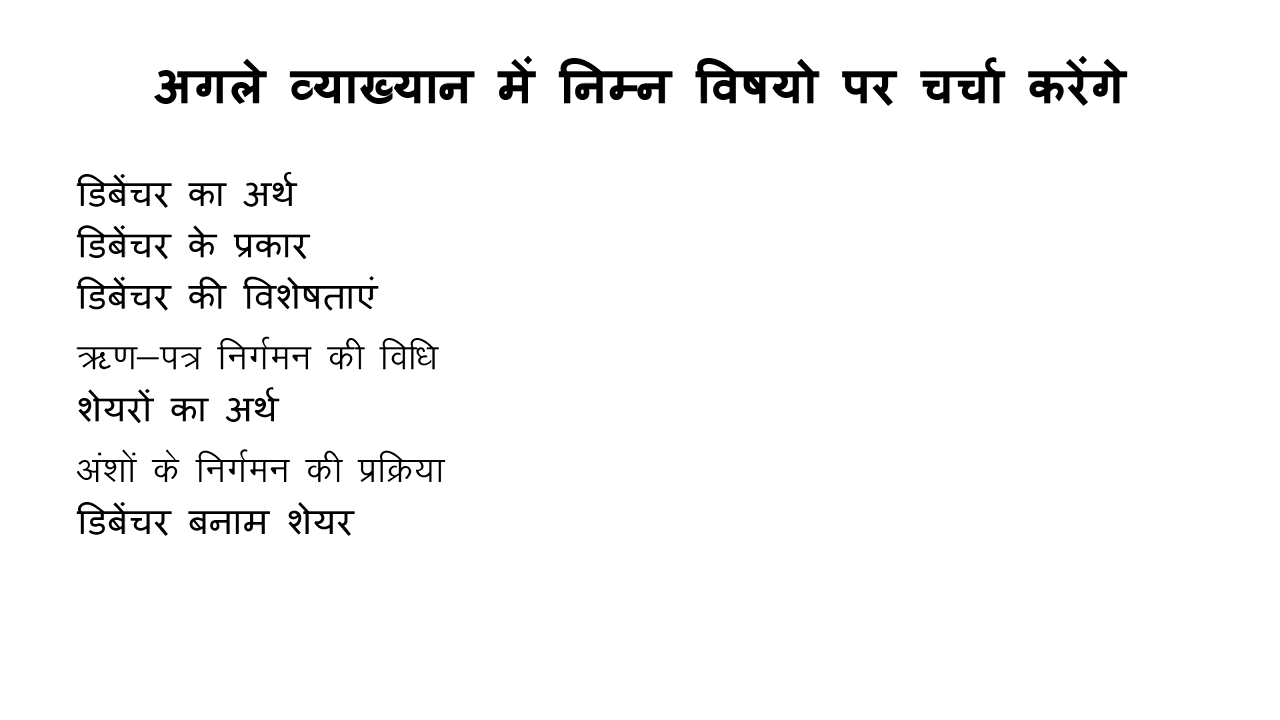 अगले व्याख्यान में निम्न विषयो पर चर्चा करेंगे
डिबेंचर का अर्थ
डिबेंचर के प्रकार
डिबेंचर की विशेषताएं
ऋण–पत्र निर्गमन की विधि
शेयरों का अर्थ
अंशों के निर्गमन की प्रक्रिया
डिबेंचर बनाम शेयर